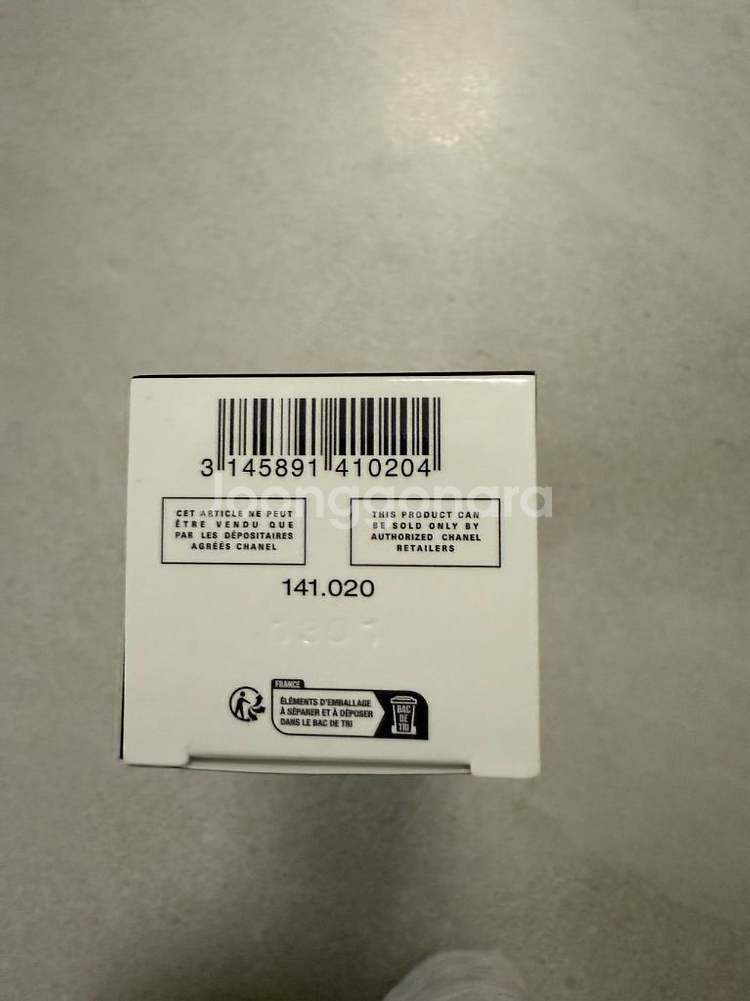 3 145891 410204
Joonggonara
CET ARTICLE NE PEUT
ÊTRE VENDU QUE
PAR LES DÉPOSITAIRES
AGRÉÉS CHANEL
THIS PRODUCT CAN
BE SOLD ONLY BY
AUTHORIZED CHANEL
RETAILERS
141.020
FRANCE
ÉLÉMENTS D'EMBALLAGE
À SÉPARER ET À DÉPOSER
DANS LE BAC DE TRI
BAC
DE
TRI